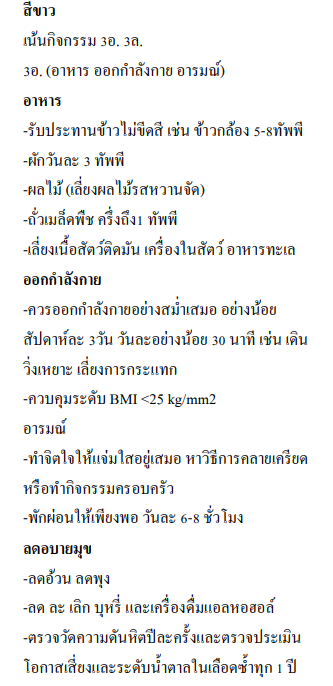 สีขาว
เน้นกิจกรรม 3อ. 3ล.
3อ. (อาหาร ออกกำลังกาย อารมณ์)
อาหาร
-รับประทานข้าวไม่ขีดสี เช่น ข้าวกล้อง 5-8ทัพพี
-ผักวันละ 3 ทัพพี
-ผลไม้ (เลี่ยงผลไม้รสหวานจัด)
-ถั่วเมล็ดพืช ครึ่งถึง1 ทัพพี
-เลี่ยงเนื้อสัตว์ติดมัน เครื่องในสัตว์ อาหารทะเล
ออกกำลังกาย
-ควรออกกำลังกายอย่างสม่ำเสมอ อย่างน้อย
สัปดาห์ละ 3วัน วันละอย่างน้อย 30 นาที เช่น เดิน
วิ่งเหยาะ เลี่ยงการกระแทก
-ควบคุมระดับ BMI <25 kg/mm2
อารมณ์
-ทำจิตใจให้แจ่มใสอยู่เสมอ หาวิธีการคลายเครียด
หรือทำกิจกรรมครอบครัว
-พักผ่อนให้เพียงพอ วันละ 6-8 ชั่วโมง
ลดอบายมุข
-ลดอ้วน ลดพุง
-ลด ละ เลิก บุหรี่ และเครื่องดื่มแอลหอฮอล์
-ตรวจวัดความดันหิตปีละครั้งและตรวจประเมิน
โอกาสเสี่ยงและระดับน้ำตาลในเลือดซ้ำทุก 1 ปี